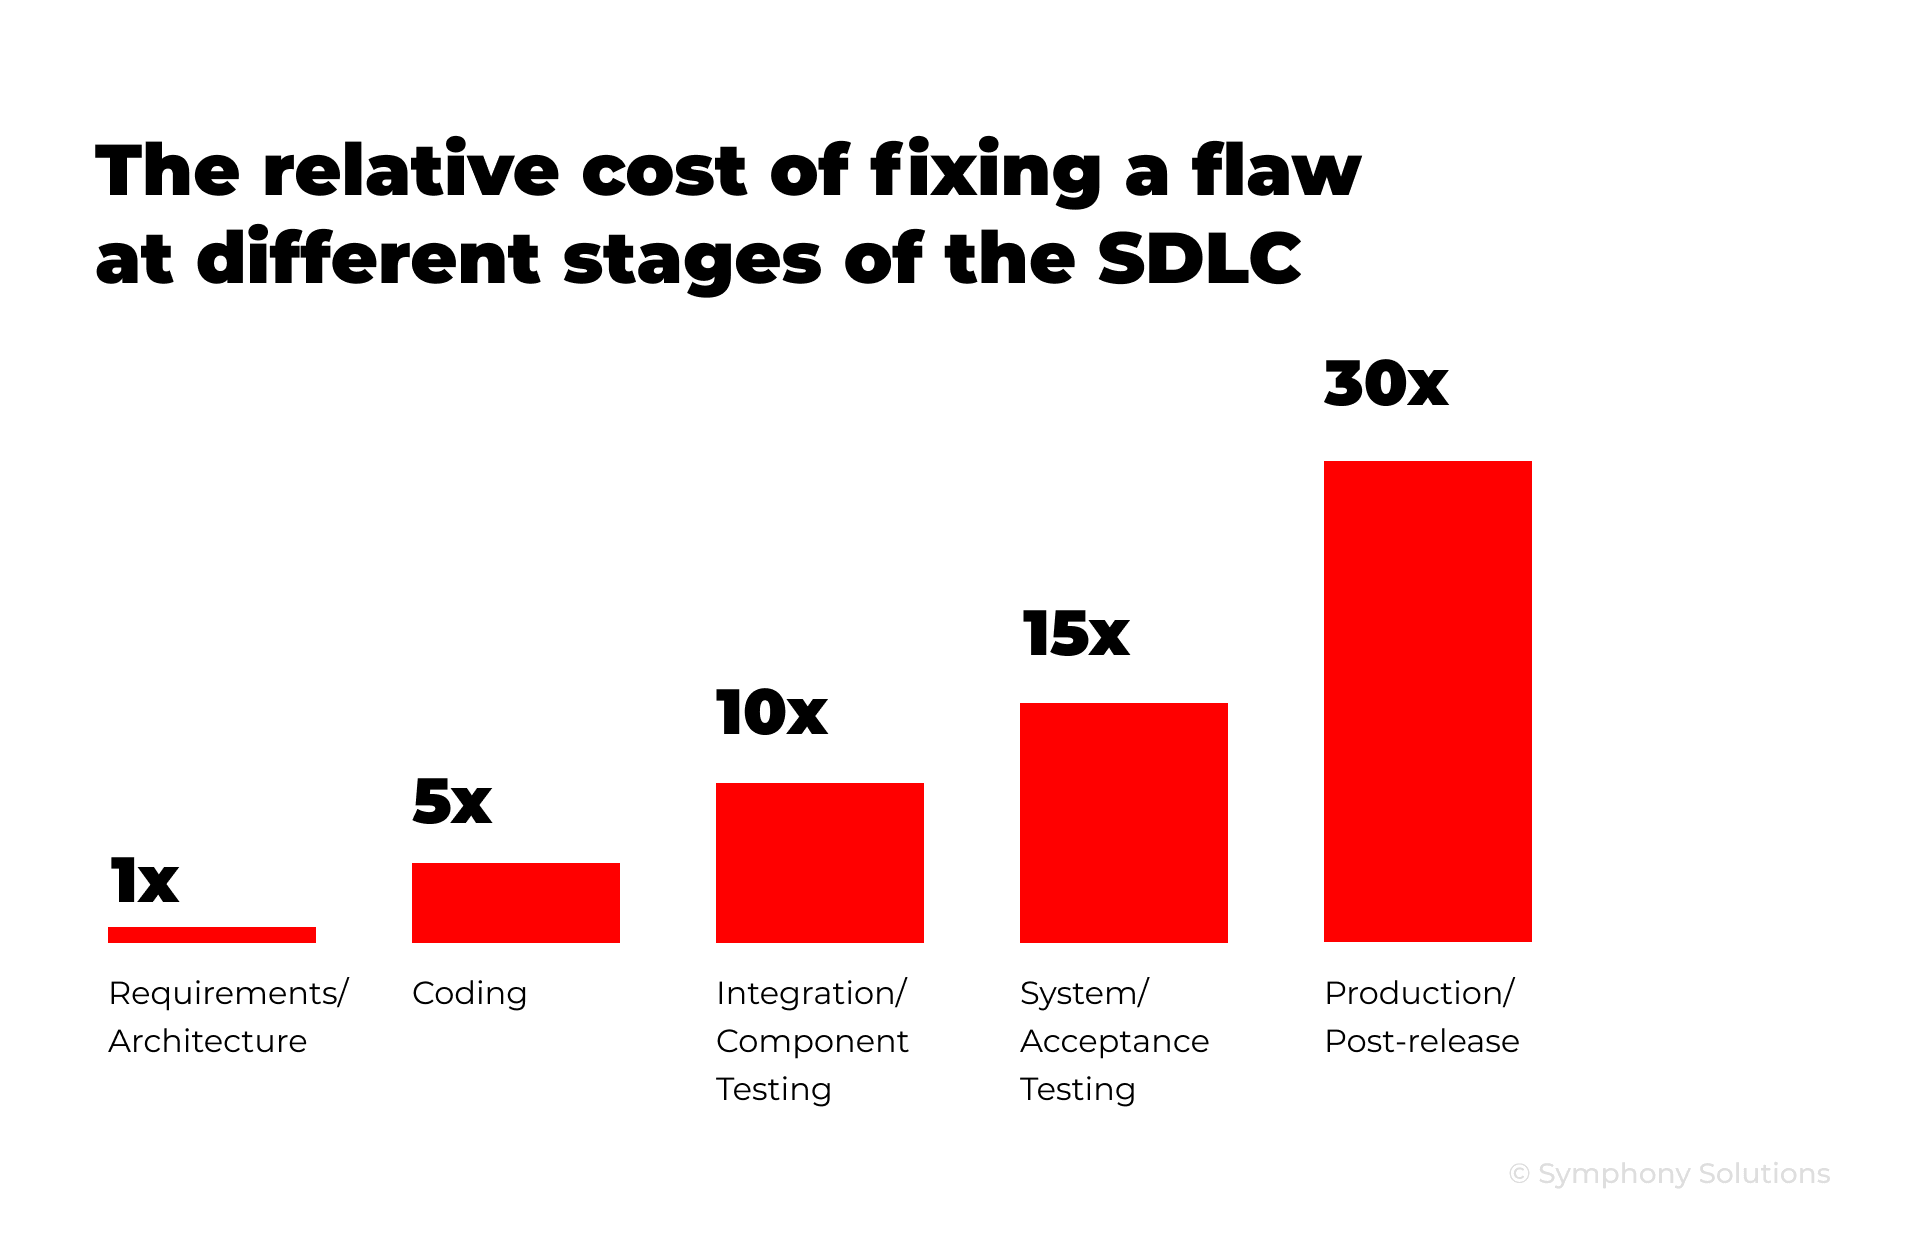 The relative cost of fixing a flaw
at different stages of the SDLC
1x
5x
10x
15x
30x
Requirements/
Architecture
Coding
Integration/
Component
Testing
System/
Acceptance
Testing
Production/
Post-release
© Symphony Solutions